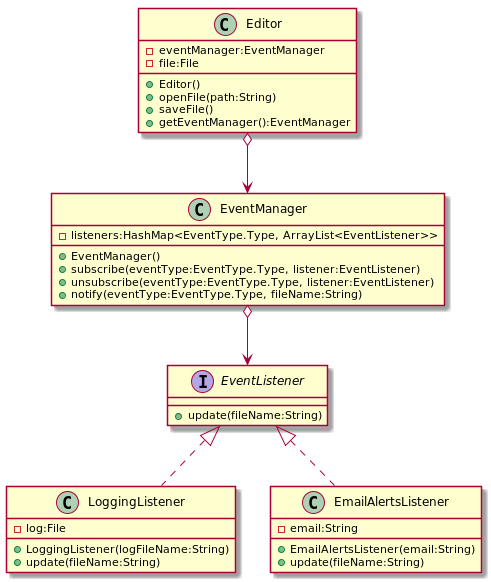 C Editor
eventManager:EventManager
file:File
Editor()
openFile(path:String)
saveFile()
getEventManager():EventManager
C EventManager
listeners:HashMap<EventType.Type, ArrayList<EventListener>>
EventManager()
subscribe(eventType:EventType.Type, listener:EventListener)
unsubscribe(eventType:EventType.Type, listener:EventListener)
notify(eventType:EventType.Type, fileName:String)
I EventListener
update(fileName:String)
C LoggingListener
log:File
LoggingListener(logFileName:String)
update(fileName:String)
C EmailAlertsListener
email:String
EmailAlertsListener(email:String)
update(fileName:String)